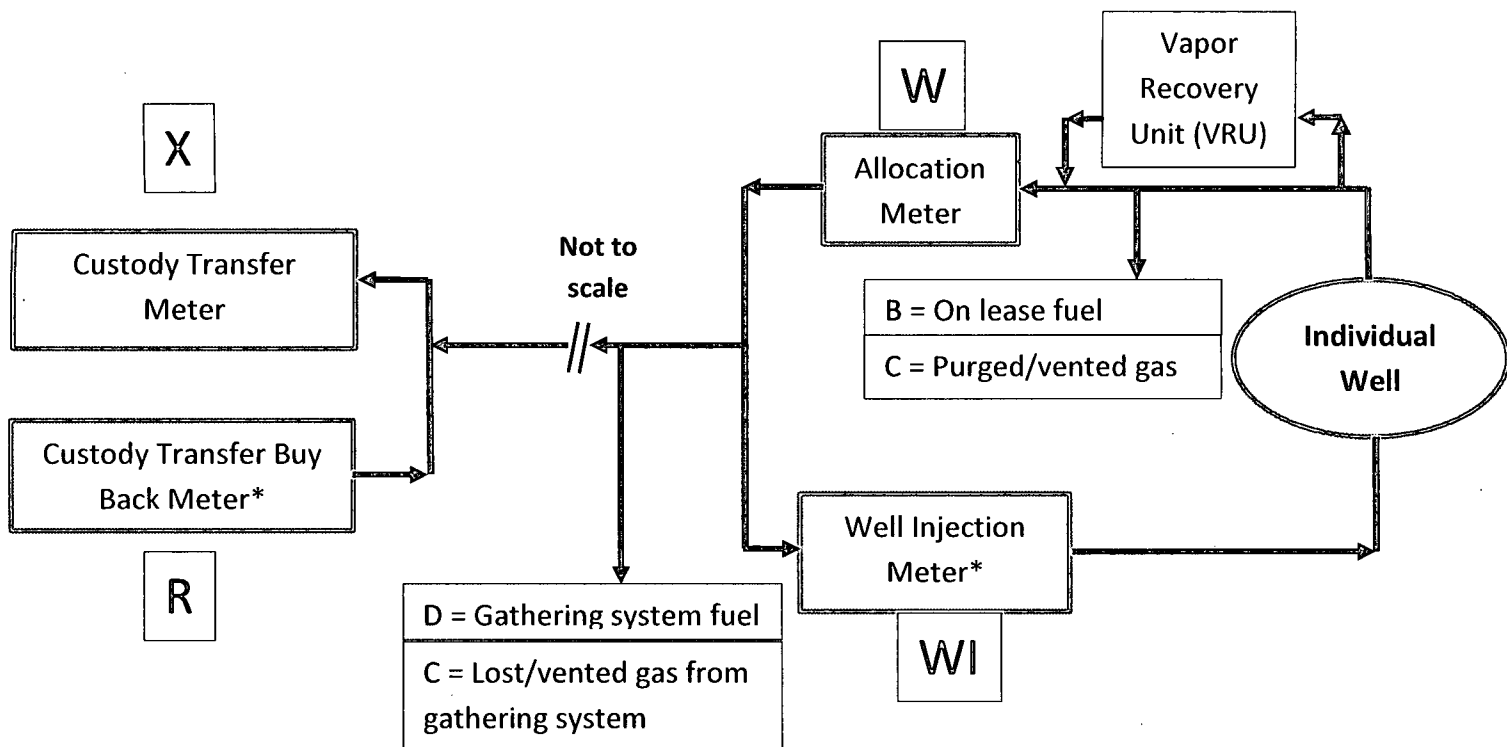 X
Custody Transfer
Meter
Custody Transfer Buy
Back Meter*
R
Not to
scale
D = Gathering system fuel
C = Lost/vented gas from
gathering system
W
Allocation
Meter
Vapor
Recovery
Unit (VRU)
B = On lease fuel
C = Purged/vented gas
Individual
Well
Well Injection
Meter*
WI